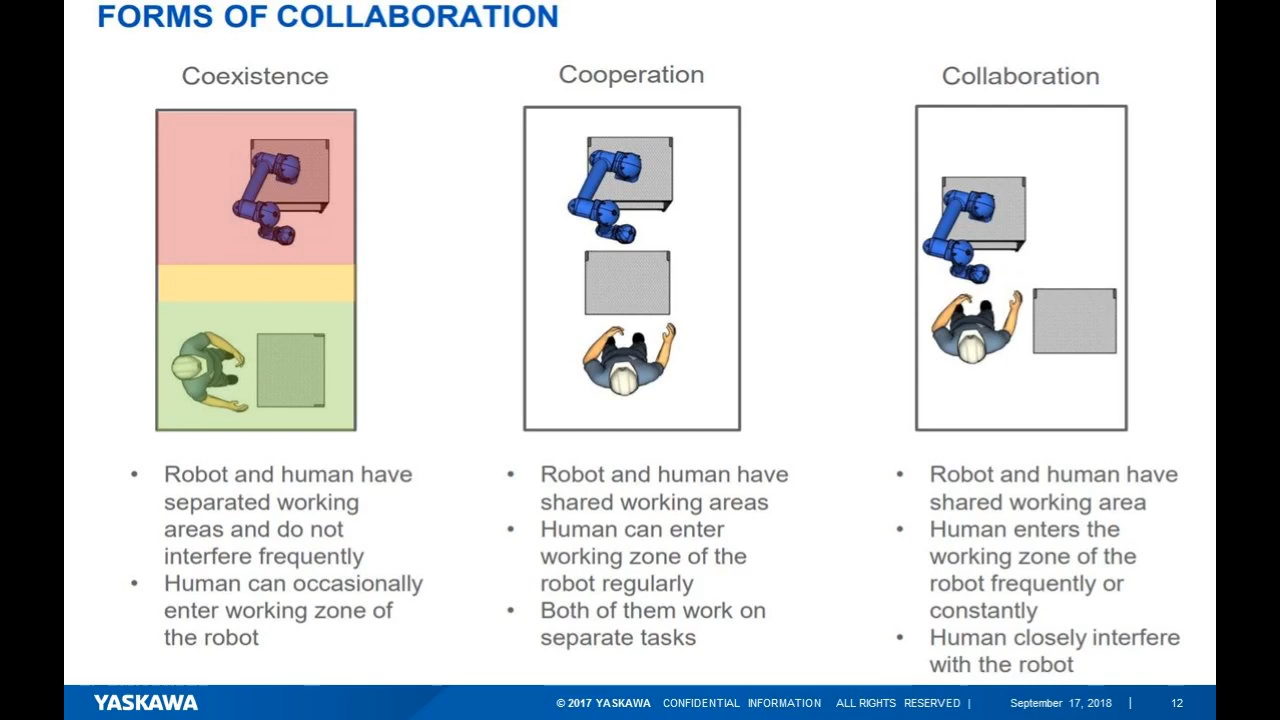 FORMS OF COLLABORATION
Coexistence
Cooperation
Collaboration
• Robot and human have
separated working
areas and do not
interfere frequently
• Human can occasionally
enter working zone of
the robot
• Robot and human have
shared working areas
• Human can enter
working zone of the
robot regularly
• Both of them work on
separate tasks
• Robot and human have
shared working area
• Human enters the
working zone of the
robot frequently or
constantly
• Human closely interfere
with the robot
YASKAWA
© 2017 YASKAWA CONFIDENTIAL INFORMATION ALL RIGHTS RESERVED | September 17, 2018 | 12